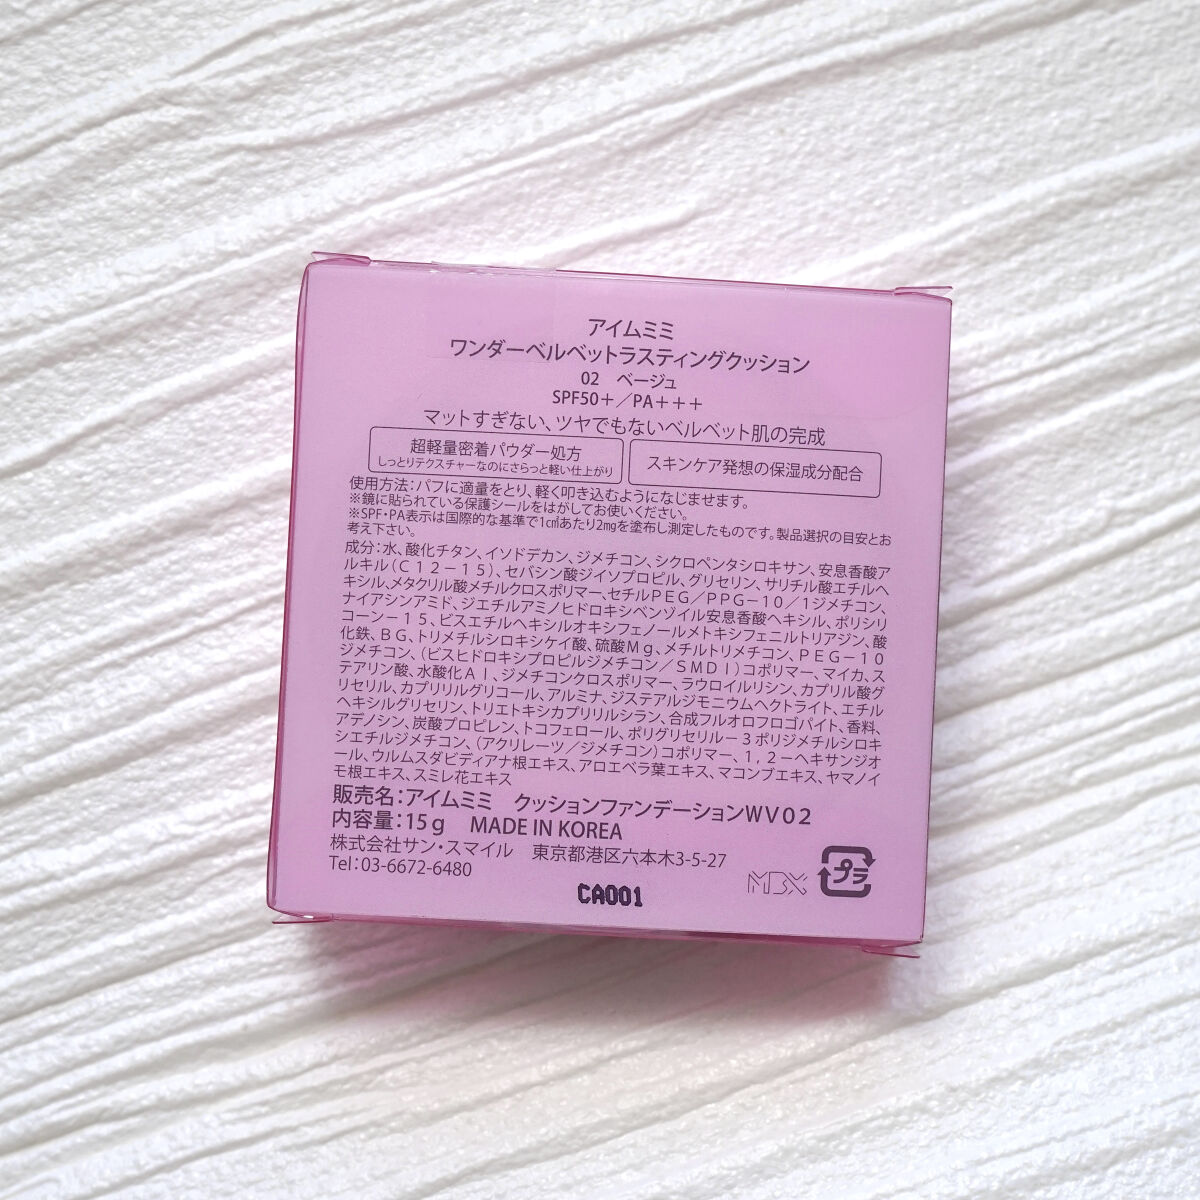 アイムミミ
ワンダーベルベットラスティングクッション
02　ベージュ
SPF50＋／PA＋＋＋
マットすぎない、ツヤでもないベルベット肌の完成
超軽量密着パウダー処方
しっとりテクスチャーなのにさらっと軽い仕上がり
スキンケア発想の保湿成分配合
使用方法：パフに適量をとり、軽く叩き込むようになじませます。
※鏡に貼られている保護シールをはがしてお使いください。
※SPF・PA表示は国際的な基準で1c㎡あたり2㎎を塗布し測定したものです。製品選択の目安とお
考え下さい。
成分：水、酸化チタン、イソドデカン、ジメチコン、シクロペンタシロキサン、安息香酸ア
ルキル（Ｃ１２－１５）、セバシン酸ジイソプロピル、グリセリン、サリチル酸エチルヘ
キシル、メタクリル酸メチルクロスポリマー、セチルＰＥＧ／ＰＰＧ－１０／１ジメチコン、
ナイアシンアミド、ジエチルアミノヒドロキシベンゾイル安息香酸ヘキシル、ポリシリ
コーン－１５、ビスエチルヘキシルオキシフェノールメトキシフェニルトリアジン、酸
化鉄、ＢＧ、トリメチルシロキシケイ酸、硫酸Ｍｇ、メチルトリメチコン、ＰＥＧ－１０
ジメチコン、（ビスヒドロキシプロピルジメチコン／ＳＭＤＩ）コポリマー、マイカ、ス
テアリン酸、水酸化Ａｌ、ジメチコンクロスポリマー、ラウロイルリシン、カプリル酸グ
リセリル、カプリリルグリコール、アルミナ、ジステアルジモニウムヘクトライト、エチル
ヘキシルグリセリン、トリエトキシカプリリルシラン、合成フルオロフロゴパイト、香料、
アデノシン、炭酸プロピレン、トコフェロール、ポリグリセリル－３ポリジメチルシロキ
シエチルジメチコン、（アクリレーツ／ジメチコン）コポリマー、１，２－ヘキサンジオ
ール、ウルムスダビディアナ根エキス、アロエベラ葉エキス、マコンブエキス、ヤマノイ
モ根エキス、スミレ花エキス
販売名：アイムミミ　クッションファンデーションＷＶ０２
内容量：15ｇ　MADE IN KOREA
株式会社サン・スマイル　東京都港区六本木3-5-27
Tel：03-6672-6480
MBX
プラ
CA001